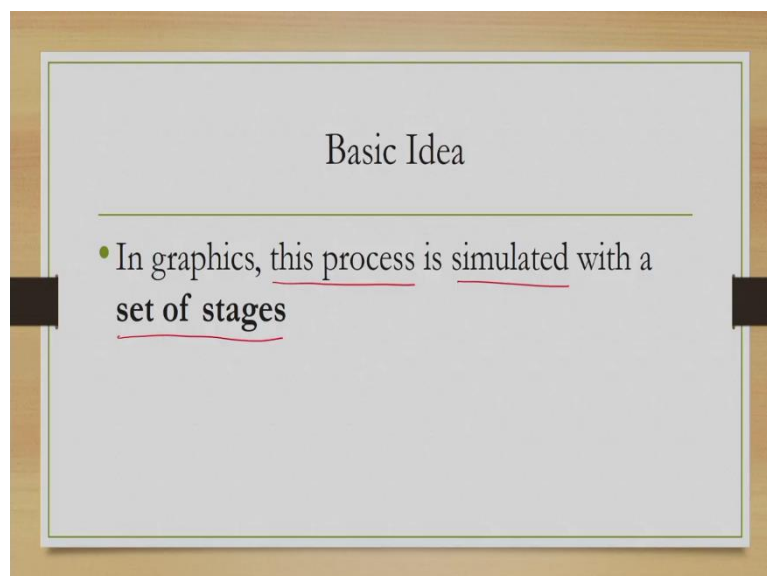 Basic Idea
• In graphics, this process is simulated with a
set of stages